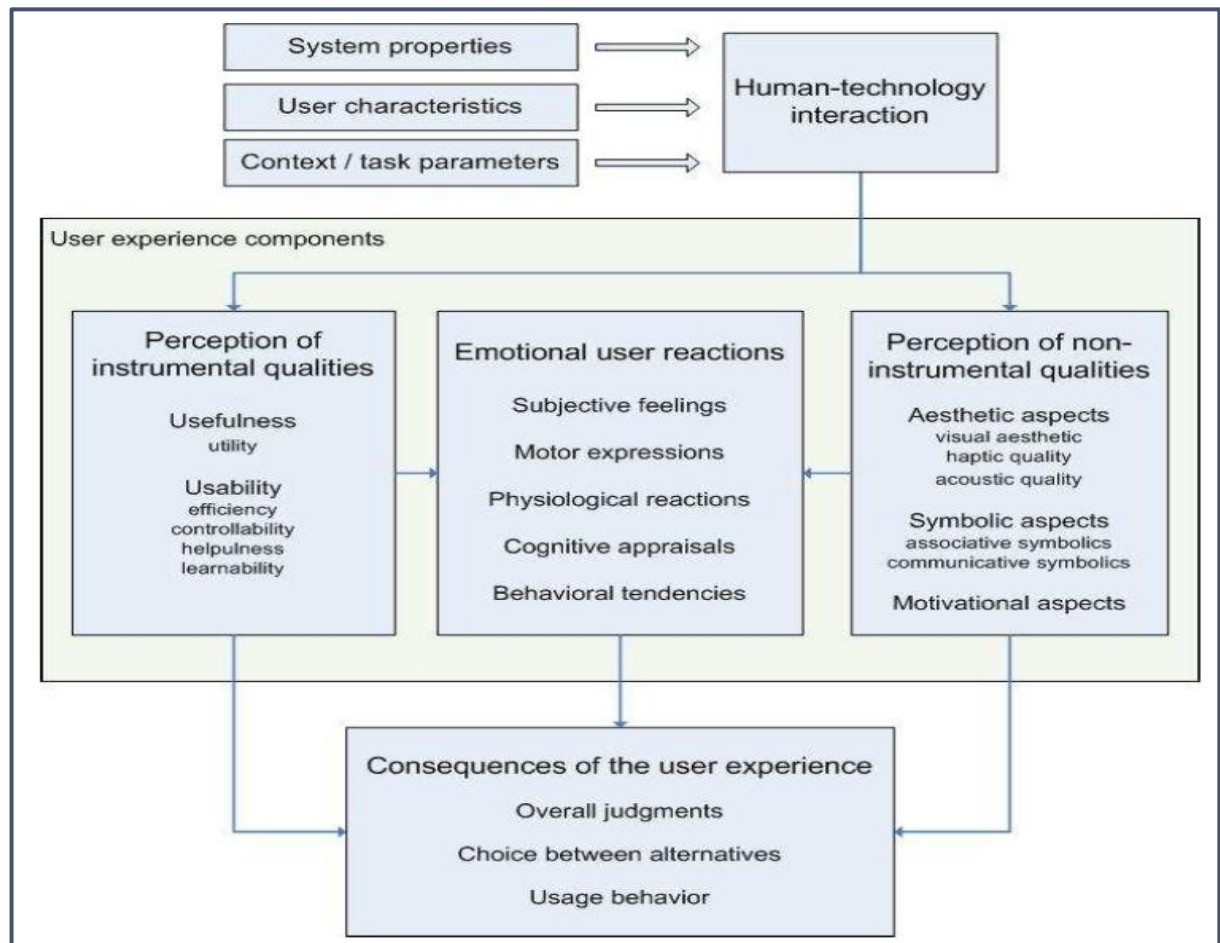 System properties
User characteristics
Context / task parameters
Human-technology
interaction
User experience components
Perception of
instrumental qualities
Usefulness
utility
Usability
efficiency
controllability
helpulness
learnability
Emotional user reactions
Subjective feelings
Motor expressions
Physiological reactions
Cognitive appraisals
Behavioral tendencies
Perception of non-
instrumental qualities
Aesthetic aspects
visual aesthetic
haptic quality
acoustic quality
Symbolic aspects
associative symbolics
communicative symbolics
Motivational aspects
Consequences of the user experience
Overall judgments
Choice between alternatives
Usage behavior